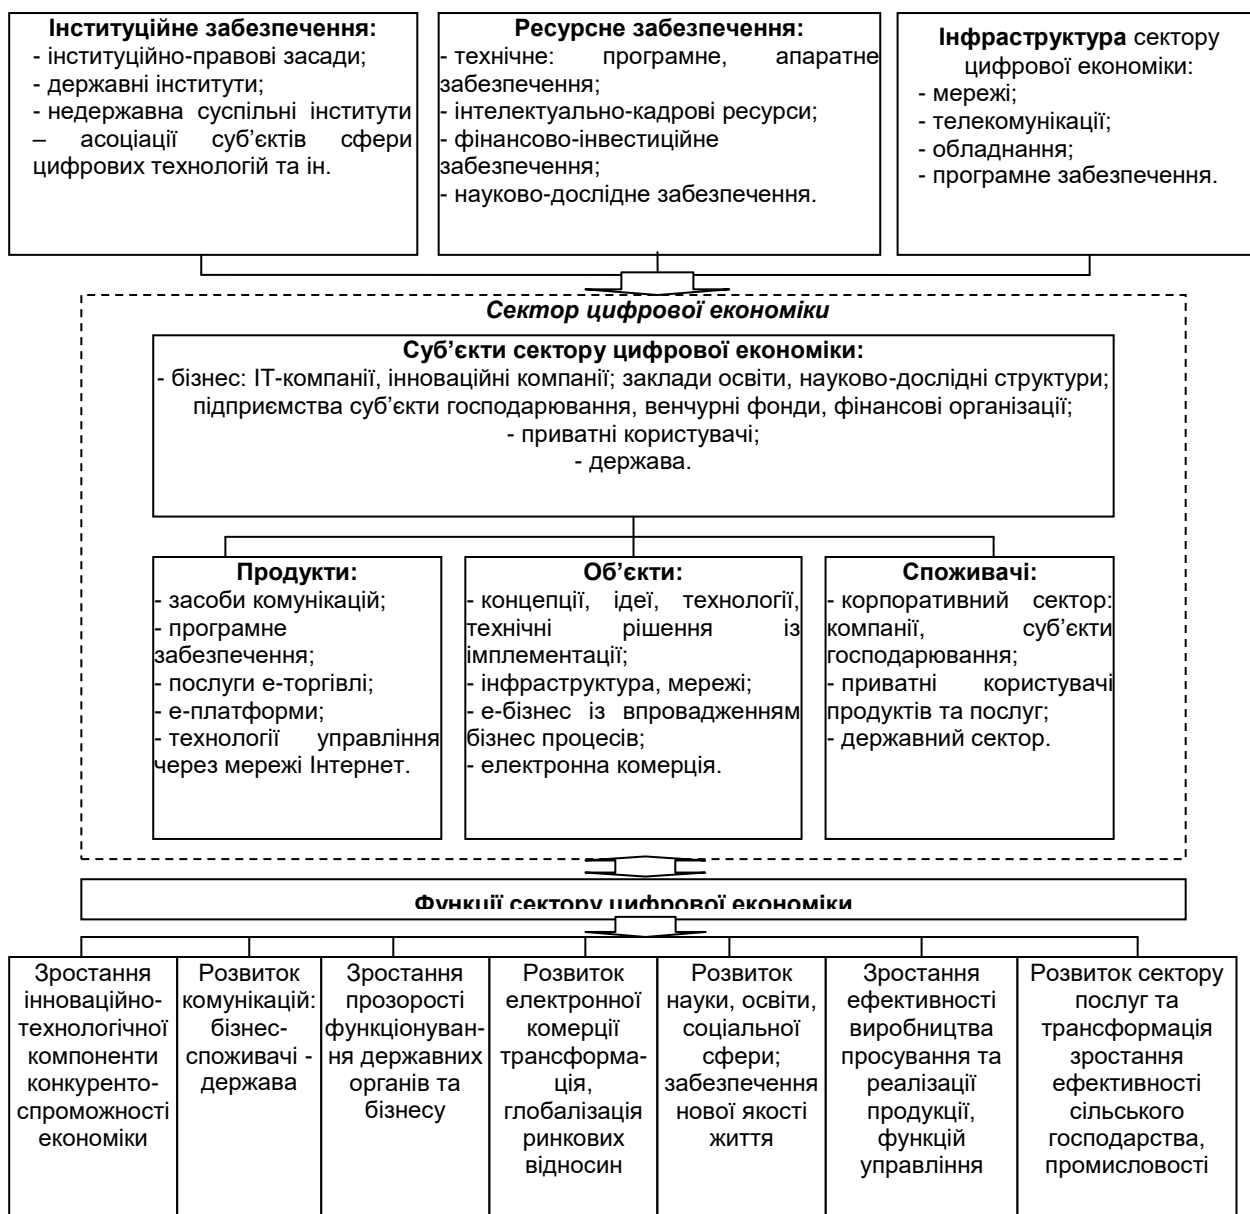 Інституційне забезпечення:
- інституційно-правові засади;
- державні інститути;
- недержавна суспільні інститути
– асоціації суб’єктів сфери
цифрових технологій та ін.
Ресурсне забезпечення:
- технічне: програмне, апаратне
забезпечення;
- інтелектуально-кадрові ресурси;
- фінансово-інвестиційне
забезпечення;
- науково-дослідне забезпечення.
Інфраструктура сектору
цифрової економіки:
- мережі;
- телекомунікації;
- обладнання;
- програмне забезпечення.
Сектор цифрової економіки
Суб’єкти сектору цифрової економіки:
- бізнес: ІТ-компанії, інноваційні компанії; заклади освіти, науково-дослідні структури;
підприємства суб’єкти господарювання, венчурні фонди, фінансові організації;
- приватні користувачі;
- держава.
Продукти:
- засоби комунікацій;
- програмне
забезпечення;
- послуги е-торгівлі;
- е-платформи;
- технології управління
через мережі Інтернет.
Об’єкти:
- концепції, ідеї, технології,
технічні рішення із
імплементації;
- інфраструктура, мережі;
- е-бізнес із впровадженням
бізнес процесів;
- електронна комерція.
Споживачі:
- корпоративний сектор:
компанії, суб’єкти
господарювання;
- приватні користувачі
продуктів та послуг;
- державний сектор.
Функції сектору цифрової економіки
Зростання
інноваційно-
технологічної
компоненти
конкуренто-
спроможності
економіки
Розвиток
комунікацій:
бізнес-
споживачі -
держава
Зростання
прозорості
функціонуван-
ня державних
органів та
бізнесу
Розвиток
електронної
комерції
трансформа-
ція,
глобалізація
ринкових
відносин
Розвиток
науки, освіти,
соціальної
сфери;
забезпечення
нової якості
життя
Зростання
ефективності
виробництва
просування та
реалізації
продукції,
функцій
управління
Розвиток сектору
послуг та
трансформація
зростання
ефективності
сільського
господарства,
промисловості